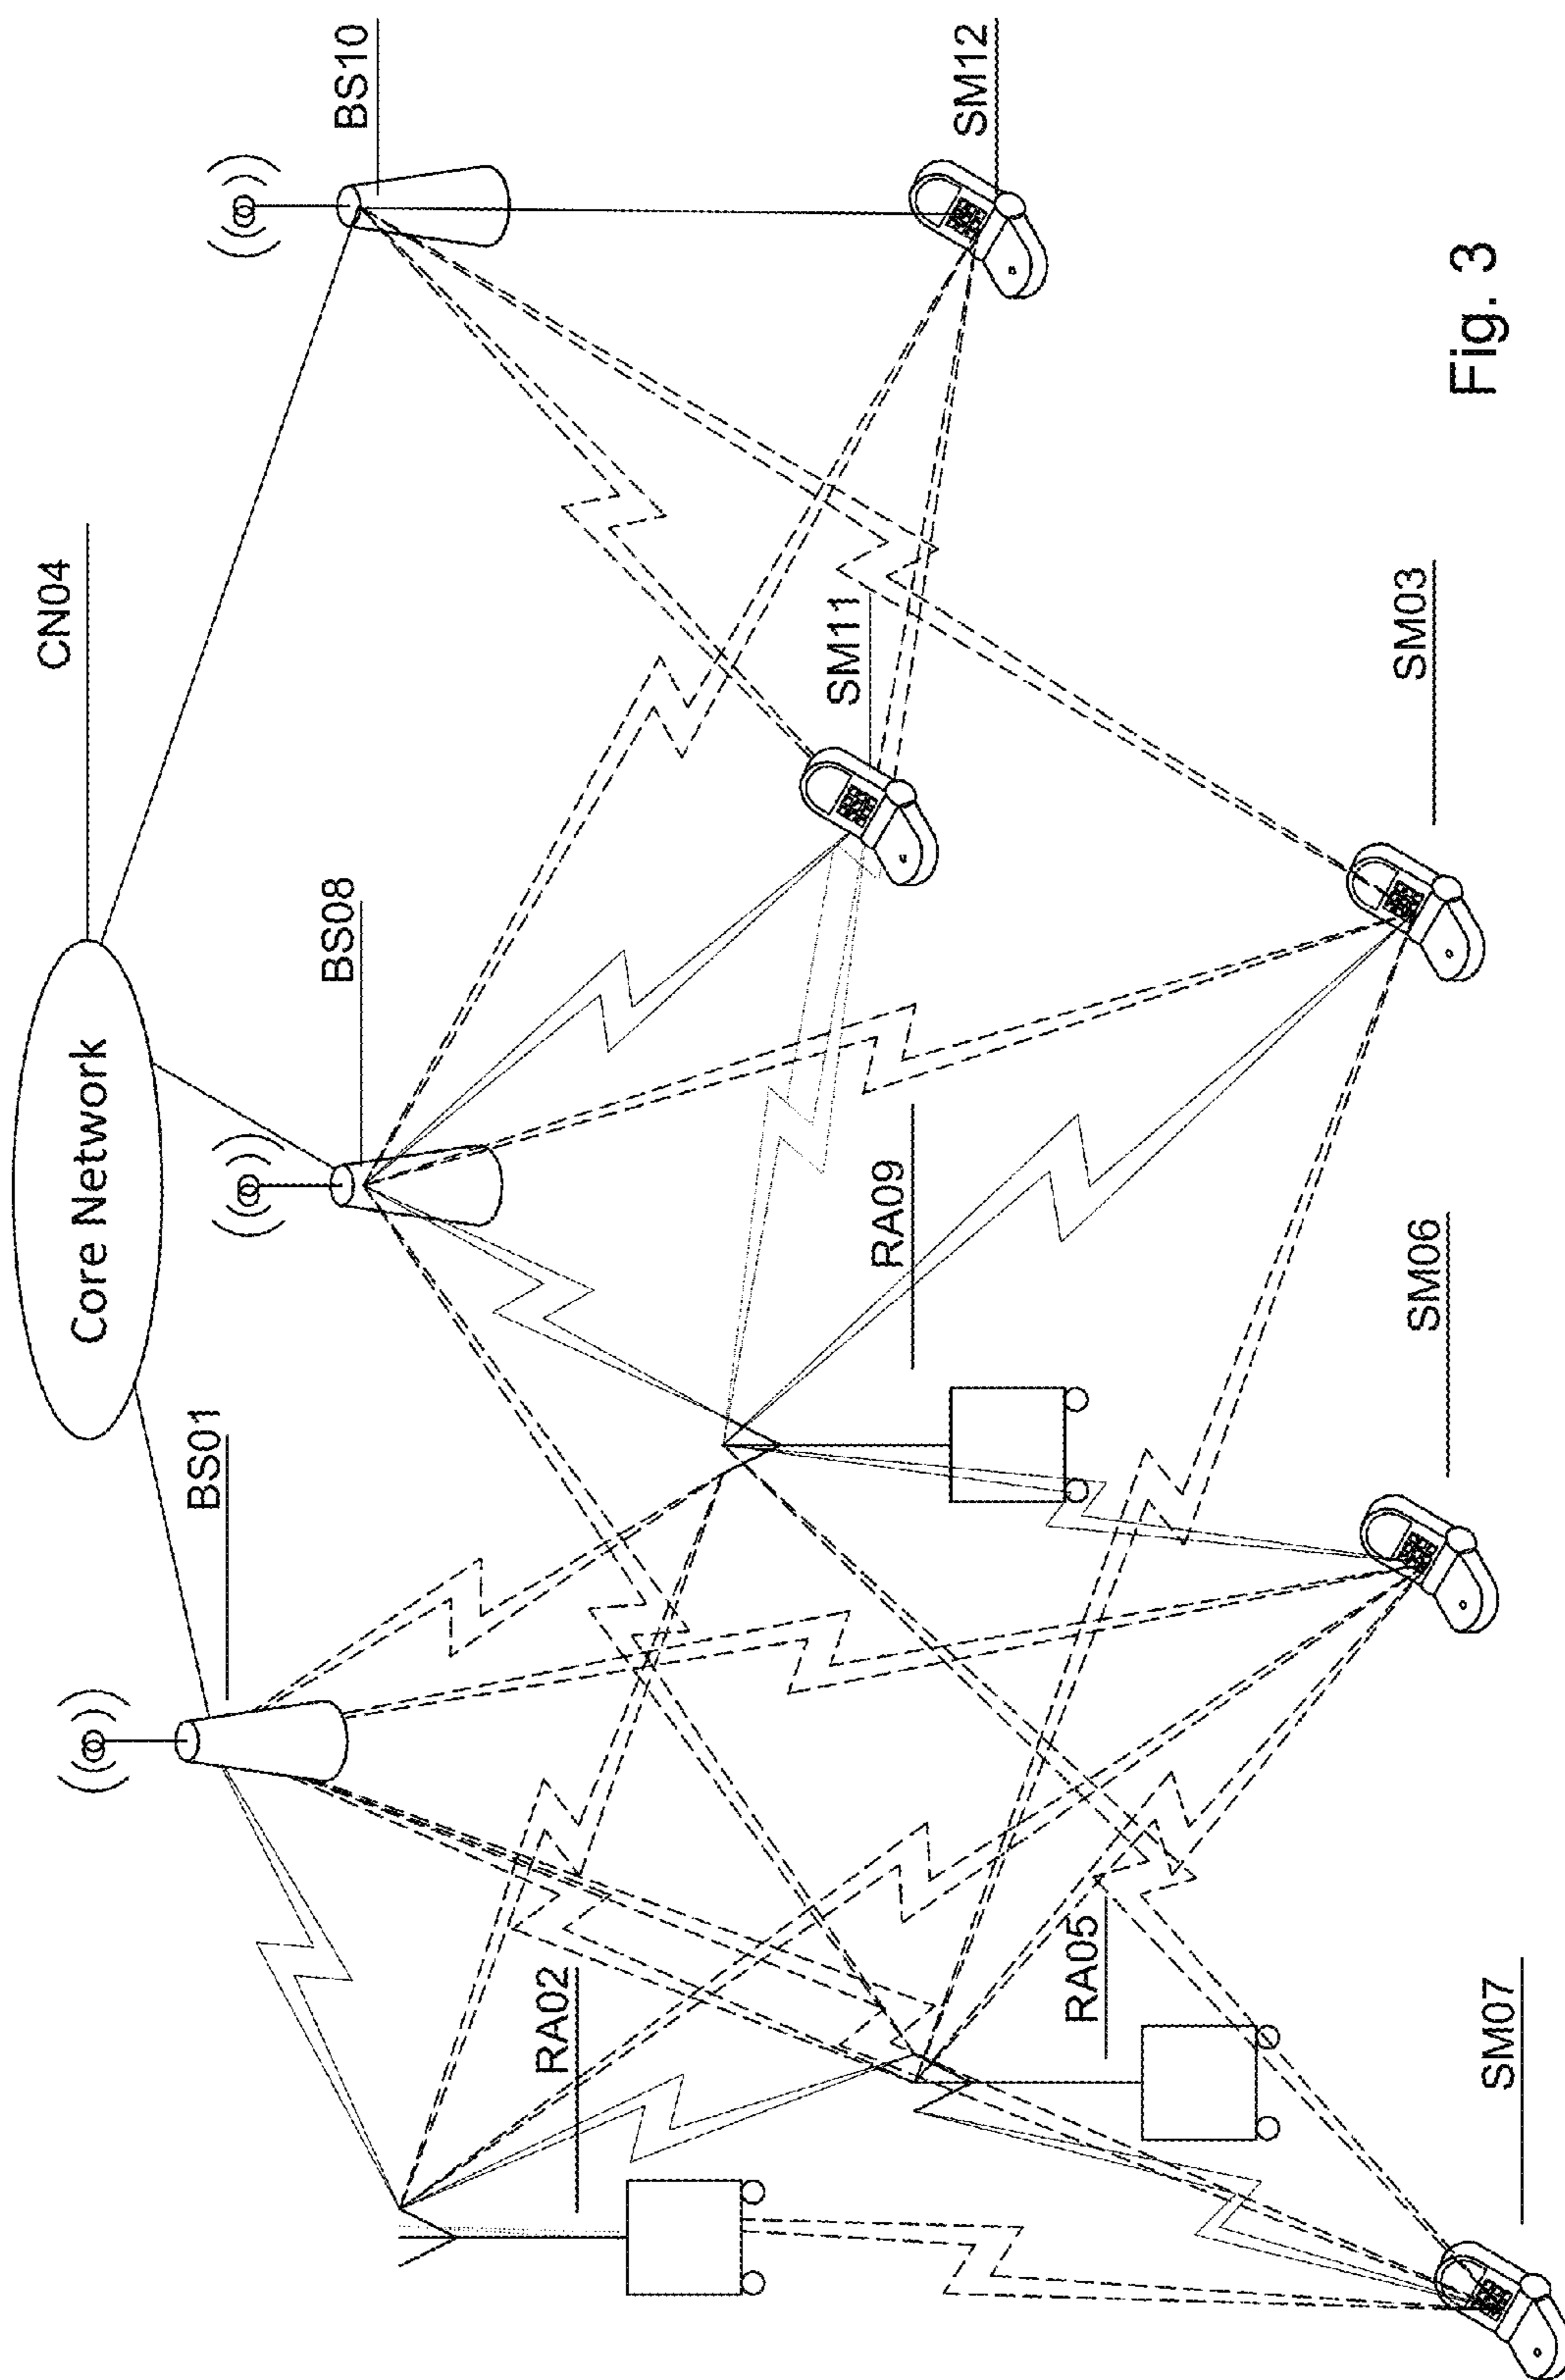 CN04
Core Network
BS01
BS08
BS10
RA02
RA09
SM11
SM12
RA05
SM07
SM06
SM03
Fig. 3